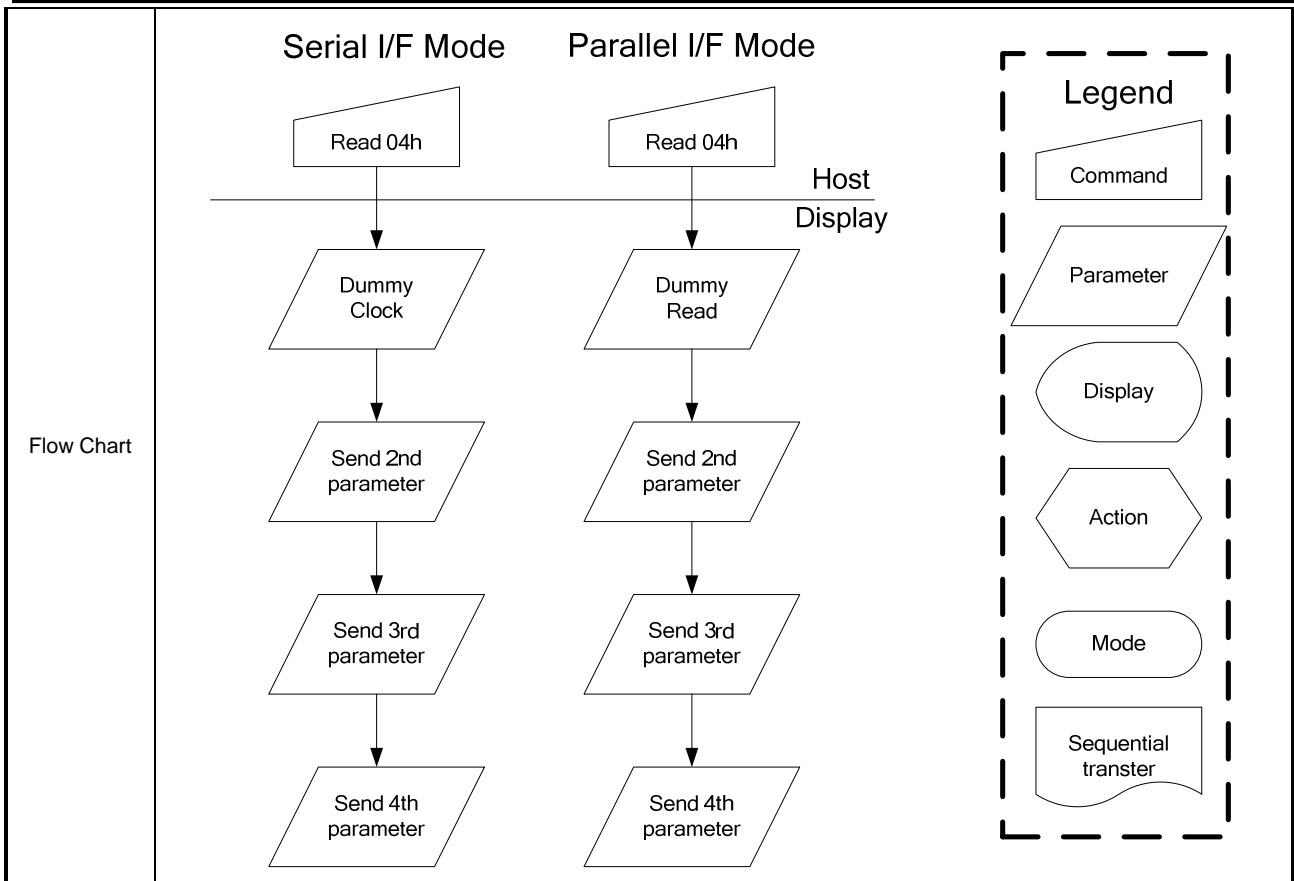 Flow Chart
Serial I/F Mode
Read 04h
Dummy
Clock
Send 2nd
parameter
Send 3rd
parameter
Send 4th
parameter
Parallel I/F Mode
Read 04h
Host
Display
Dummy
Read
Send 2nd
parameter
Send 3rd
parameter
Send 4th
parameter
Legend
Command
Parameter
Display
Action
Mode
Sequential
transter